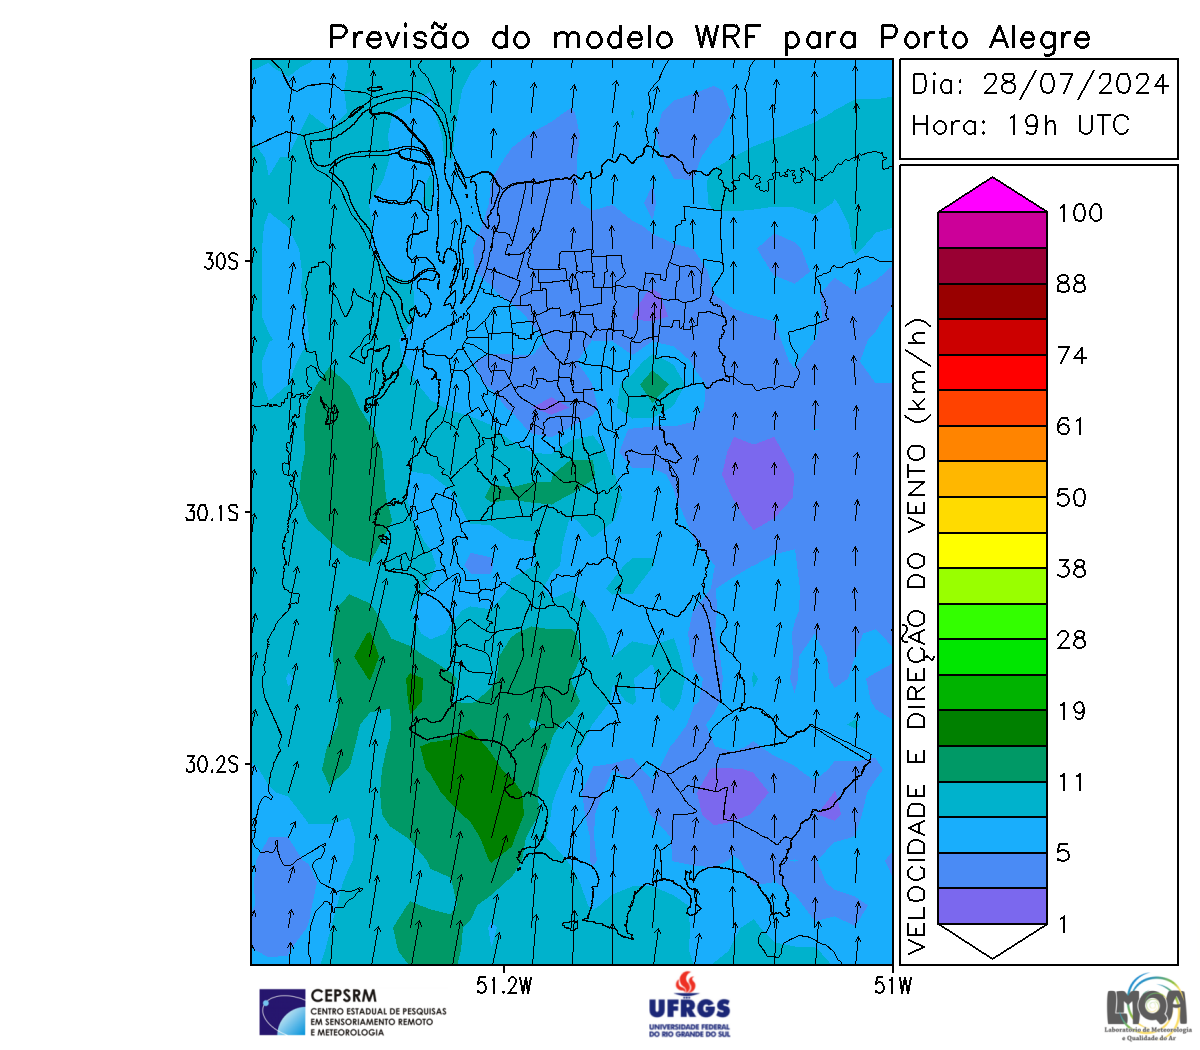 Previsão do modelo WRF para Porto Alegre
Dia: 28/07/2024
Hora: 19h UTC
100
88
74
61
50
38
28
19
11
5
1
VELOCIDADE E DIREÇÃO DO VENTO (km/h)
30S
30.1S
30.2S
51.2W
51W
CEPSRM
CENTRO ESTADUAL DE PESQUISAS
EM SENSORIAMENTO REMOTO
E METEOROLOGIA
UFRGS
UNIVERSIDADE FEDERAL
DO RIO GRANDE DO SUL
LMQA
Laboratório de Meteorologia
e Qualidade do Ar